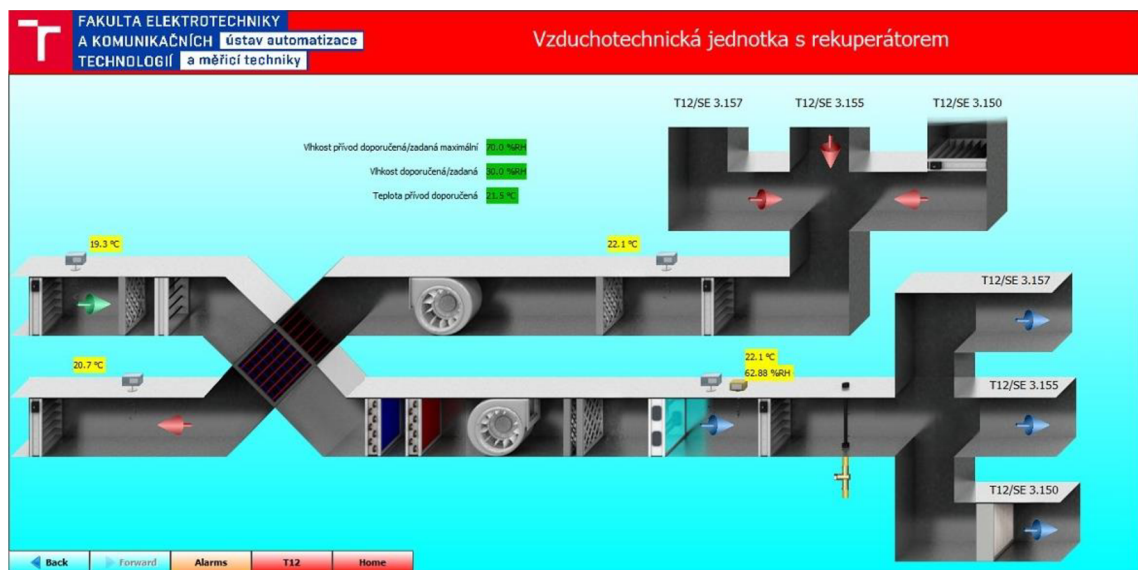 FAKULTA ELEKTROTECHNIKY
A KOMUNIKAČNÍCH ústav automatizace
TECHNOLOGIÍ a měřicí techniky
Vzduchotechnická jednotka s rekuperátorem
T12/SE 3.157
T12/SE 3.155
T12/SE 3.150
Vlhkost přívod doporučená/zadaná maximální 70.0 %RH
Vlhkost doporučená/zadaná 30.0 %RH
Teplota přívod doporučená 21.5 °C
19.3 °C
22.1 °C
T12/SE 3.157
20.7 °C
22.1 °C
62.88 %RH
T12/SE 3.155
T12/SE 3.150
Back
Forward
Alarms
T12
Home